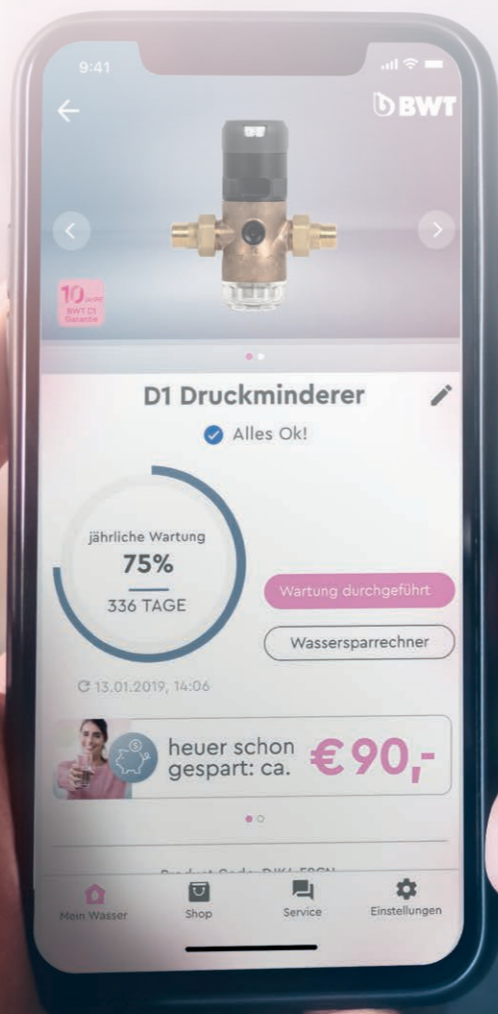 9:41
BWT
10 JAHRE
BWT D1
Garantie
D1 Druckminderer
Alles Ok!
jährliche Wartung
75%
336 TAGE
Wartung durchgeführt
Wassersparrechner
13.01.2019, 14:06
heuer schon
gespart: ca.
€ 90,-
Mein Wasser
Shop
Service
Einstellungen